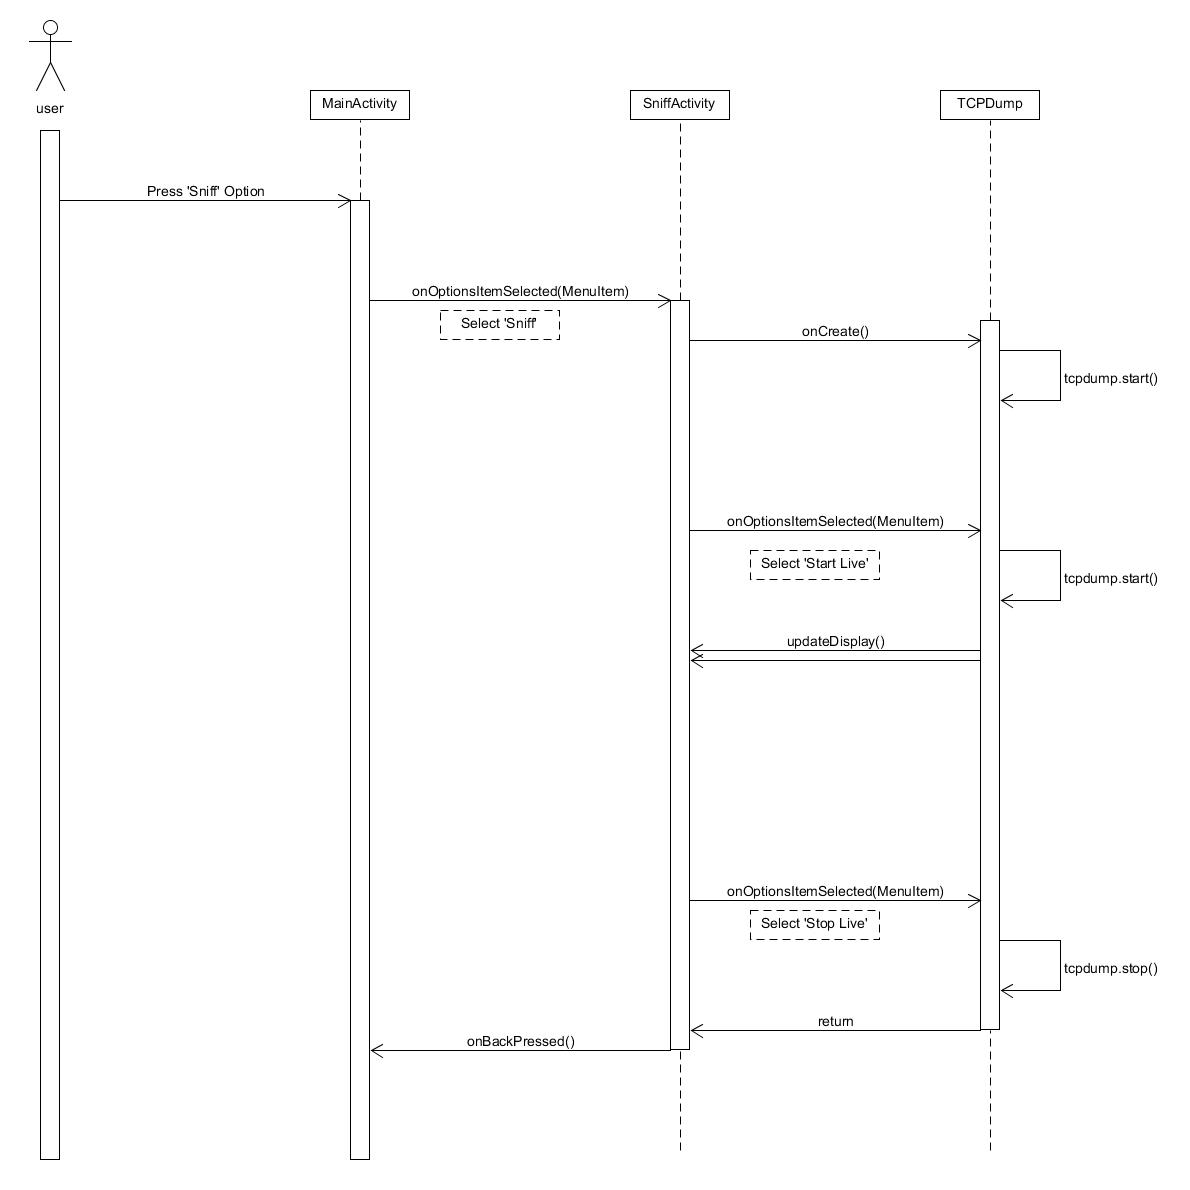 user
MainActivity
SniffActivity
TCPDump
Press 'Sniff' Option
onOptionsItemSelected(MenuItem)
Select 'Sniff'
onCreate()
tcpdump.start()
onOptionsItemSelected(MenuItem)
Select 'Start Live'
tcpdump.start()
updateDisplay()
onOptionsItemSelected(MenuItem)
Select 'Stop Live'
tcpdump.stop()
return
onBackPressed()